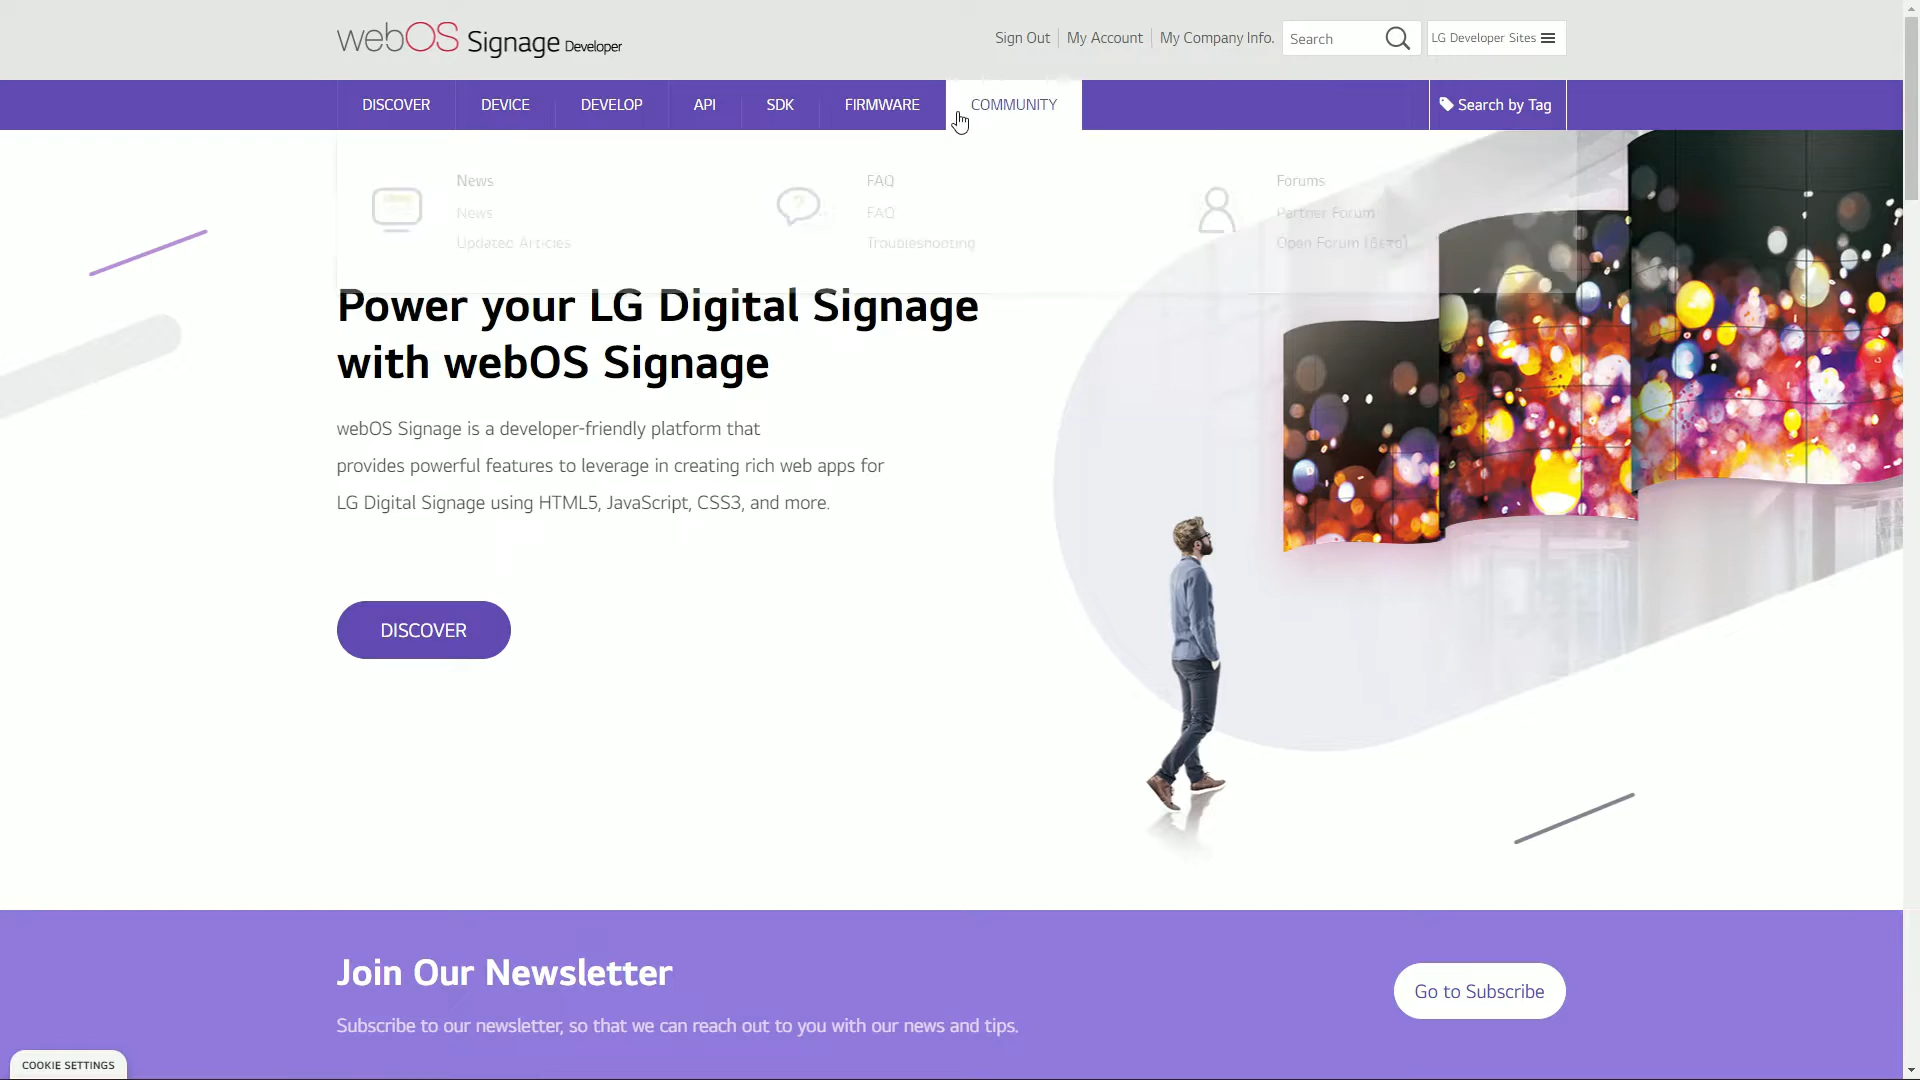 webOS Signage Developer
Sign Out
My Account
My Company Info.
Search
LG Developer Sites
DISCOVER
DEVICE
DEVELOP
API
SDK
FIRMWARE
COMMUNITY
Search by Tag
News
News
Updated Articles
FAQ
FAQ
Troubleshooting
Forums
Partner Forum
Open Forum (Beta)
Power your LG Digital Signage
with webOS Signage
webOS Signage is a developer-friendly platform that
provides powerful features to leverage in creating rich web apps for
LG Digital Signage using HTML5, JavaScript, CSS3, and more.
DISCOVER
Join Our Newsletter
Subscribe to our newsletter, so that we can reach out to you with our news and tips.
Go to Subscribe
COOKIE SETTINGS